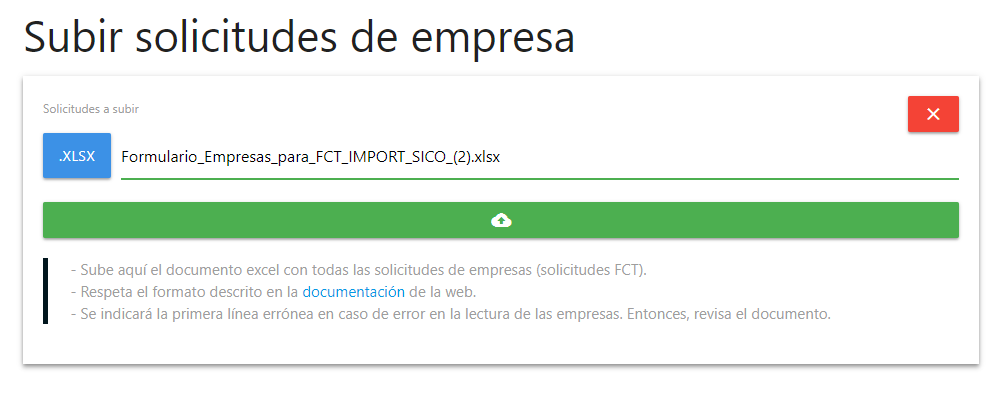 Subir solicitudes de empresa
Solicitudes a subir
.XLSX
Formulario_Empresas_para_FCT_IMPORT_SICO_(2).xlsx
- Sube aquí el documento excel con todas las solicitudes de empresas (solicitudes FCT).
- Respeta el formato descrito en la documentación de la web.
- Se indicará la primera línea errónea en caso de error en la lectura de las empresas. Entonces, revisa el documento.